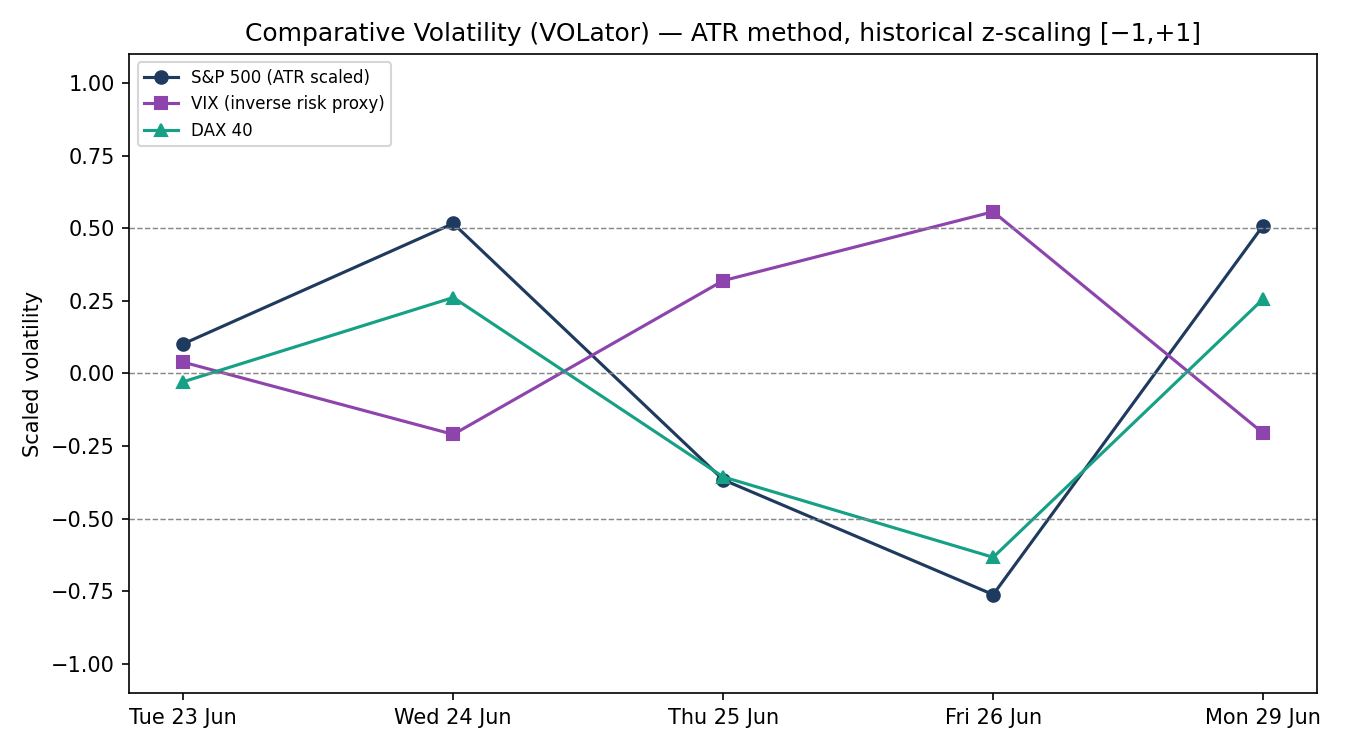 Comparative Volatility (VOLator) — ATR method, historical z-scaling [−1,+1]
S&P 500 (ATR scaled)
VIX (inverse risk proxy)
DAX 40
Scaled volatility
1.00
0.75
0.50
0.25
0.00
−0.25
−0.50
−0.75
−1.00
Tue 23 Jun
Wed 24 Jun
Thu 25 Jun
Fri 26 Jun
Mon 29 Jun